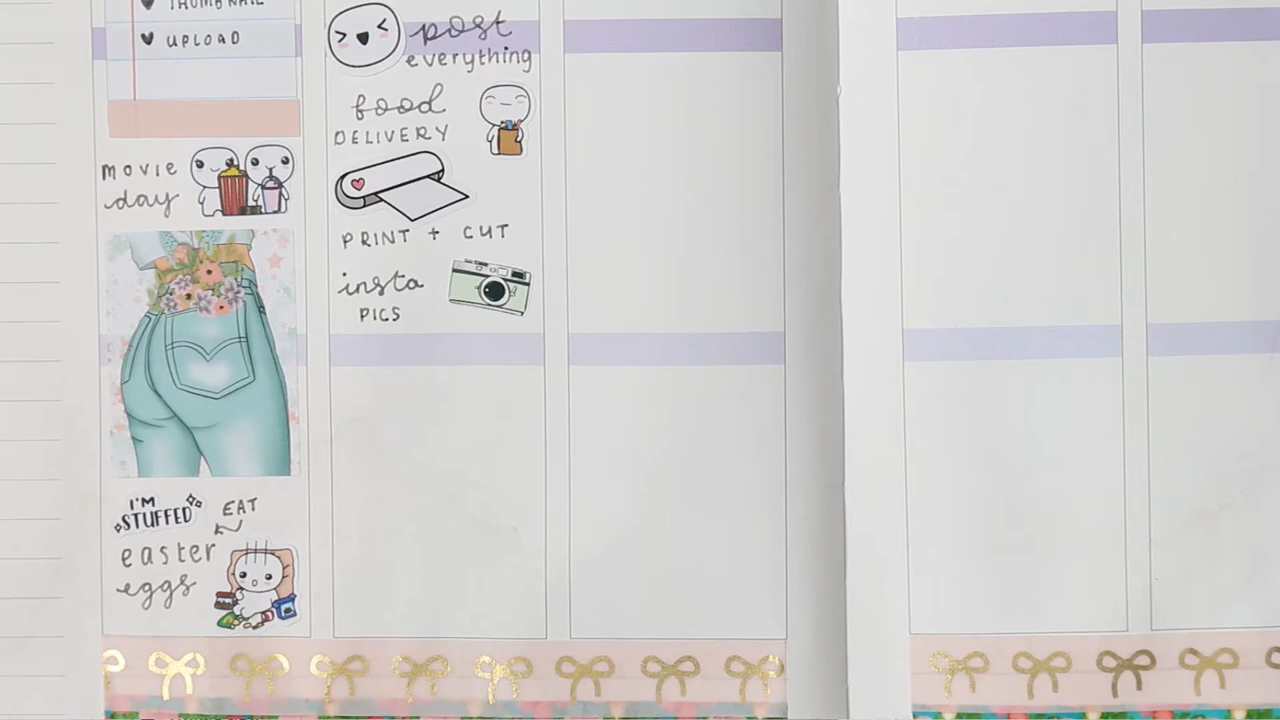 THUMBNAIL
UPLOAD
movie
day
I'M
STUFFED
EAT
easter
eggs
post
everything
food
DELIVERY
PRINT + CUT
insta
PICS